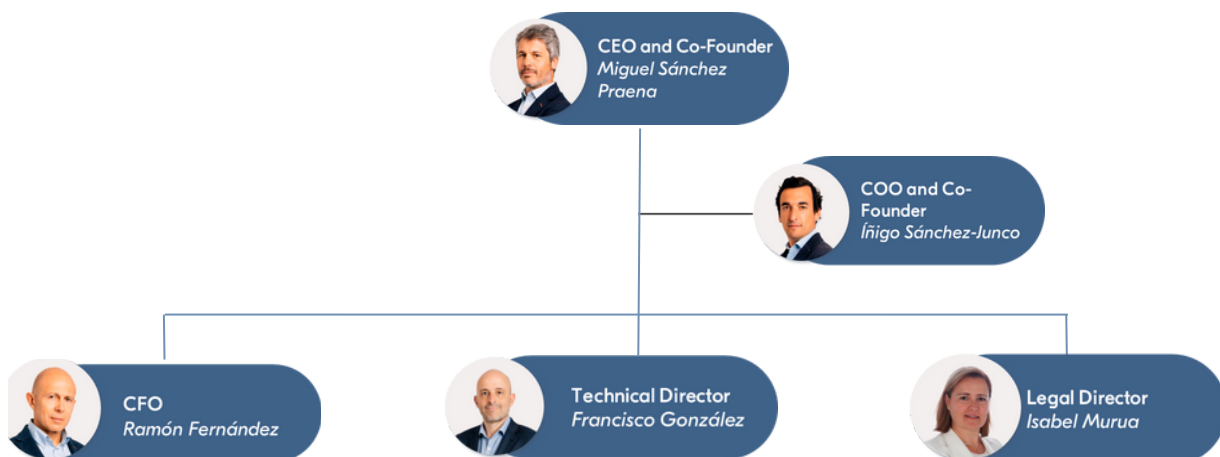 CEO and Co-Founder
Miguel Sánchez
Praena
COO and Co-
Founder
Íñigo Sánchez-Junco
CFO
Ramón Fernández
Technical Director
Francisco González
Legal Director
Isabel Murua